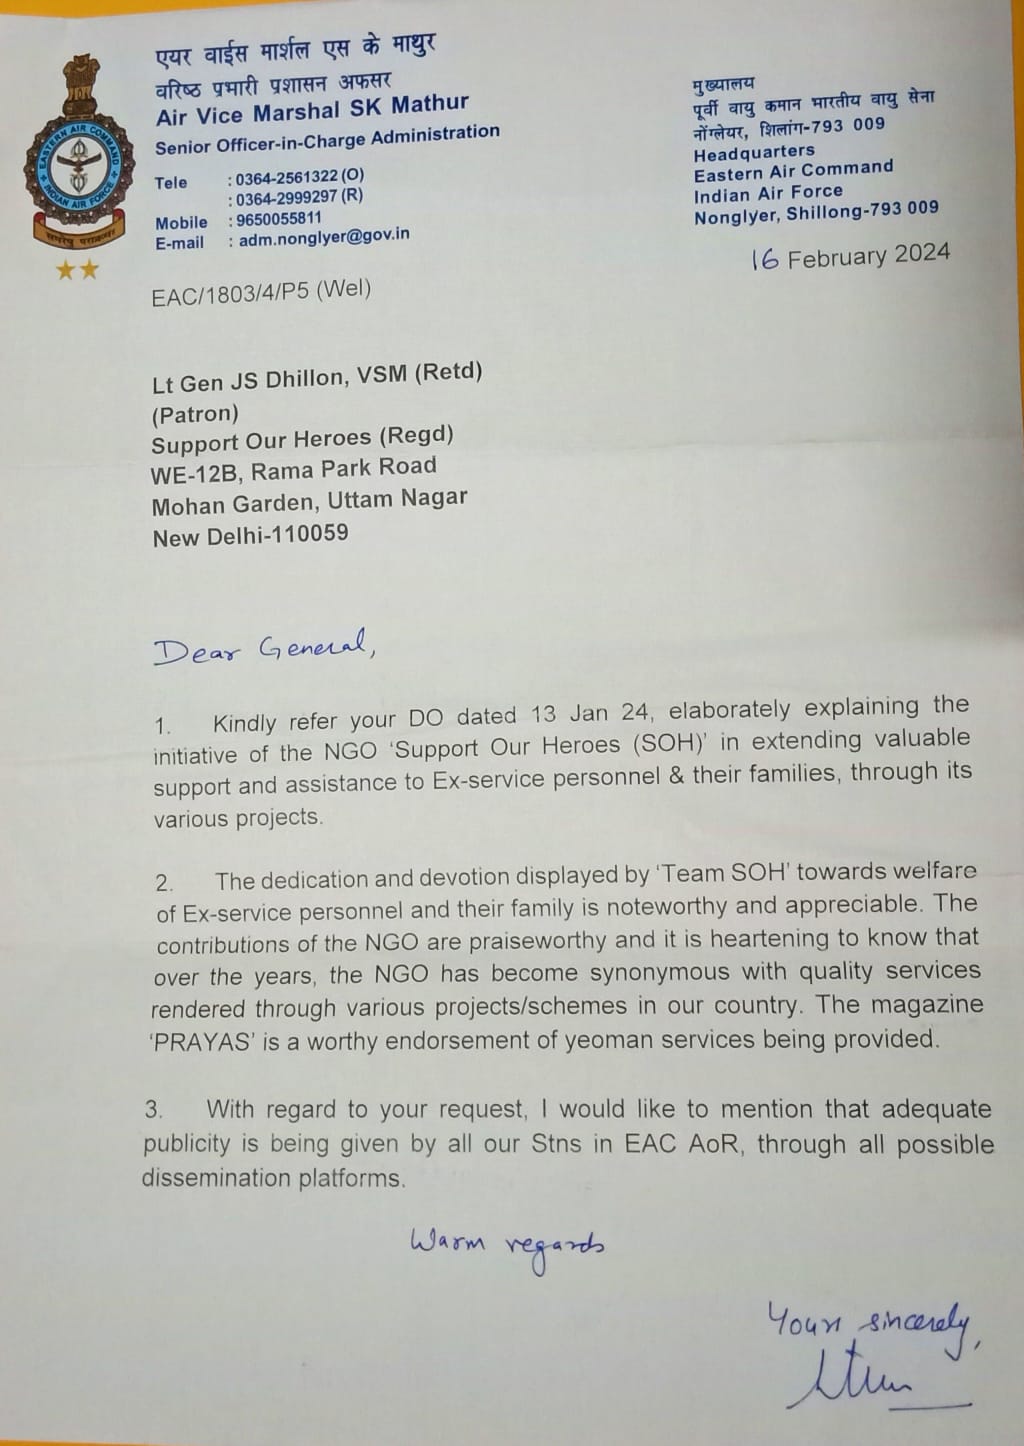 एयर वाईस मार्शल एस के माथुर
वरिष्ठ प्रभारी प्रशासन अफसर
Air Vice Marshal SK Mathur
Senior Officer-in-Charge Administration
Tele : 0364-2561322 (O)
: 0364-2999297 (R)
Mobile : 9650055811
E-mail : adm.nonglyer@gov.in
मुख्यालय
पूर्वी वायु कमान भारतीय वायु सेना
नोंग्लेयर, शिलांग-793 009
Headquarters
Eastern Air Command
Indian Air Force
Nonglyer, Shillong-793 009
EASTERN AIR COMMAND
INDIAN AIR FORCE
16 February 2024
EAC/1803/4/P5 (Wel)
Lt Gen JS Dhillon, VSM (Retd)
(Patron)
Support Our Heroes (Regd)
WE-12B, Rama Park Road
Mohan Garden, Uttam Nagar
New Delhi-110059
Dear General,
1. Kindly refer your DO dated 13 Jan 24, elaborately explaining the
initiative of the NGO ‘Support Our Heroes (SOH)’ in extending valuable
support and assistance to Ex-service personnel & their families, through its
various projects.
2. The dedication and devotion displayed by ‘Team SOH’ towards welfare
of Ex-service personnel and their family is noteworthy and appreciable. The
contributions of the NGO are praiseworthy and it is heartening to know that
over the years, the NGO has become synonymous with quality services
rendered through various projects/schemes in our country. The magazine
‘PRAYAS’ is a worthy endorsement of yeoman services being provided.
3. With regard to your request, I would like to mention that adequate
publicity is being given by all our Stns in EAC AoR, through all possible
dissemination platforms.
Warm regards
Yours sincerely,